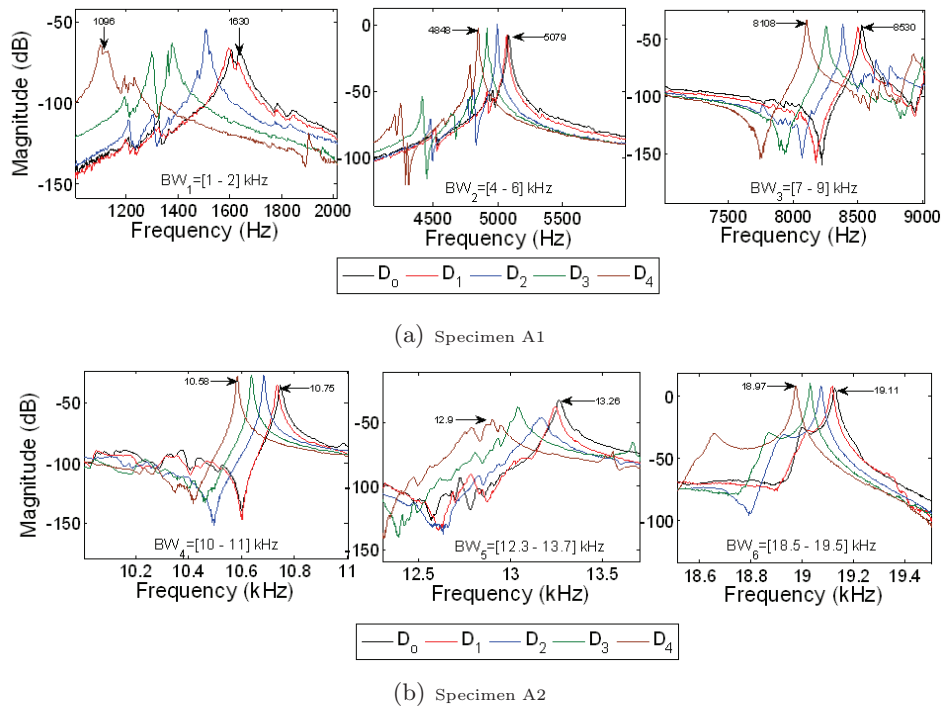 Magnitude (dB)
-50
-100
-150
1096
1630
BW1=[1 - 2] kHz
1200 1400 1600 1800 2000
Frequency (Hz)
0
-50
-100
4848
5079
BW2=[4 - 6] kHz
4500 5000 5500
Frequency (Hz)
-50
-100
-150
8108
8530
BW3=[7 - 9] kHz
7500 8000 8500 9000
Frequency (Hz)
Do D1 D2 D3 D4
(a) Specimen A1
Magnitude (dB)
-50
-100
-150
10.58
10.75
BW4=[10 - 11] kHz
10.2 10.4 10.6 10.8 11
Frequency (kHz)
0
-50
-100
-150
12.9
13.26
BW5=[12.3 - 13.7] kHz
12.5 13 13.5
Frequency (kHz)
0
-50
-100
18.97
19.11
BW6=[18.5 - 19.5] kHz
18.6 18.8 19 19.2 19.4
Frequency (kHz)
Do D1 D2 D3 D4
(b) Specimen A2